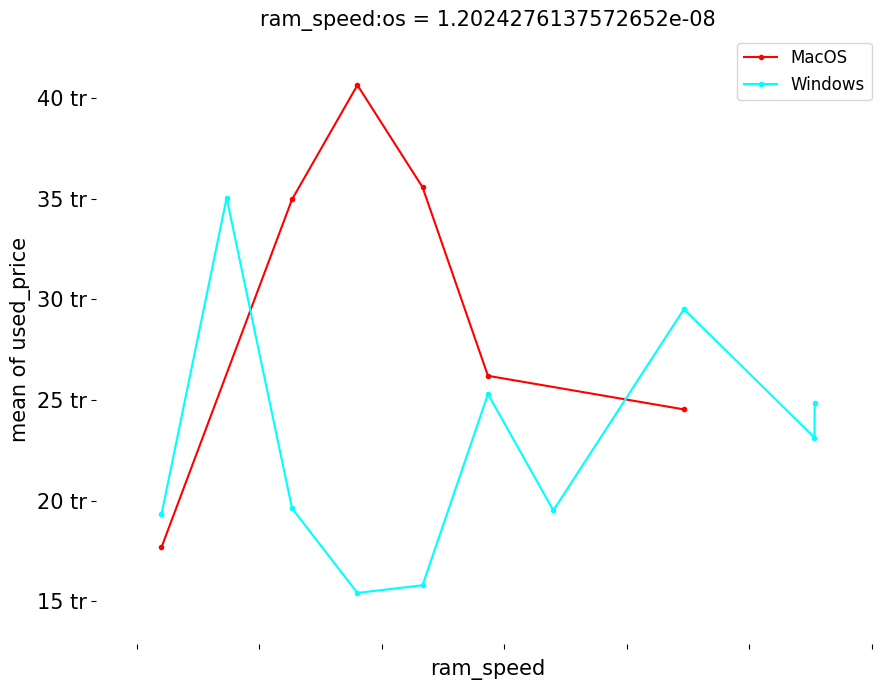 ram_speed:os = 1.2024276137572652e-08
MacOS
Windows
40 tr
35 tr
30 tr
25 tr
20 tr
15 tr
mean of used_price
ram_speed